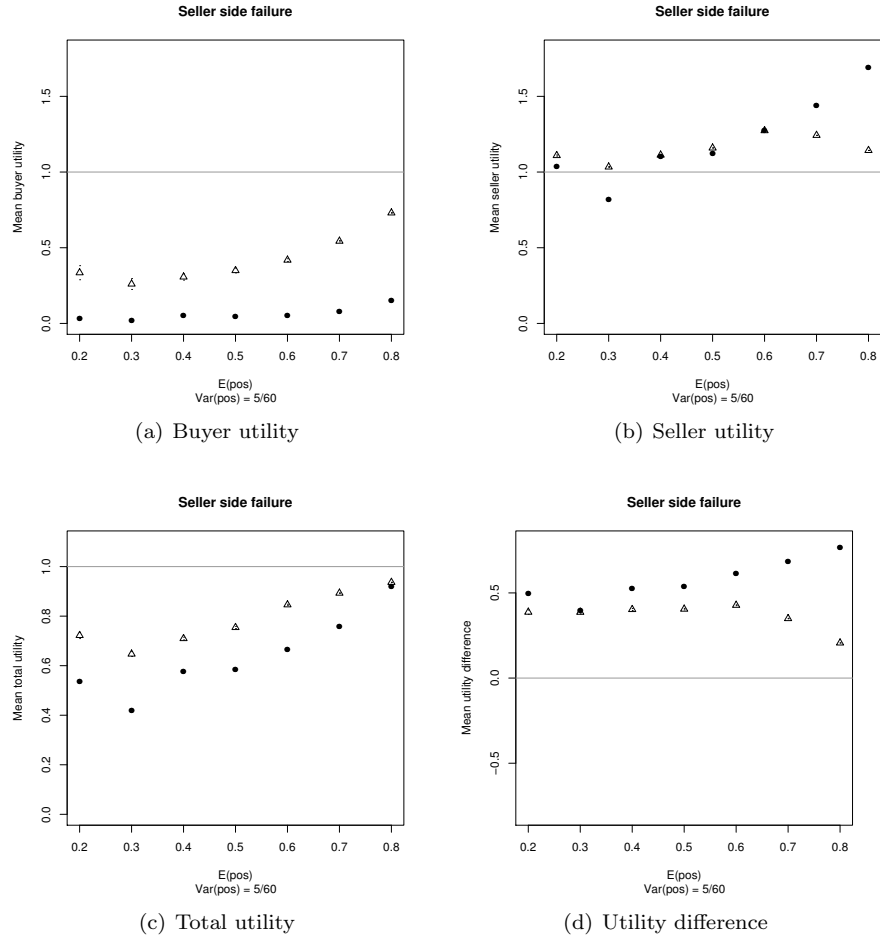 Seller side failure
Mean buyer utility
0.0 0.5 1.0 1.5
0.2 0.3 0.4 0.5 0.6 0.7 0.8
E(pos)
Var(pos) = 5/60
(a) Buyer utility
Seller side failure
Mean seller utility
0.0 0.5 1.0 1.5
0.2 0.3 0.4 0.5 0.6 0.7 0.8
E(pos)
Var(pos) = 5/60
(b) Seller utility
Seller side failure
Mean total utility
0.0 0.2 0.4 0.6 0.8 1.0
0.2 0.3 0.4 0.5 0.6 0.7 0.8
E(pos)
Var(pos) = 5/60
(c) Total utility
Seller side failure
Mean utility difference
−0.5 0.0 0.5
0.2 0.3 0.4 0.5 0.6 0.7 0.8
E(pos)
Var(pos) = 5/60
(d) Utility difference